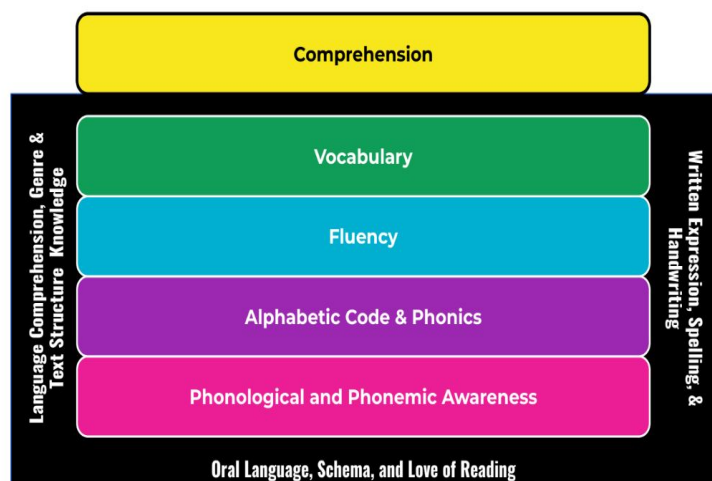 Comprehension
Language Comprehension, Genre &
Text Structure Knowledge
Vocabulary
Fluency
Alphabetic Code & Phonics
Phonological and Phonemic Awareness
Written Expression, Spelling, &
Handwriting
Oral Language, Schema, and Love of Reading